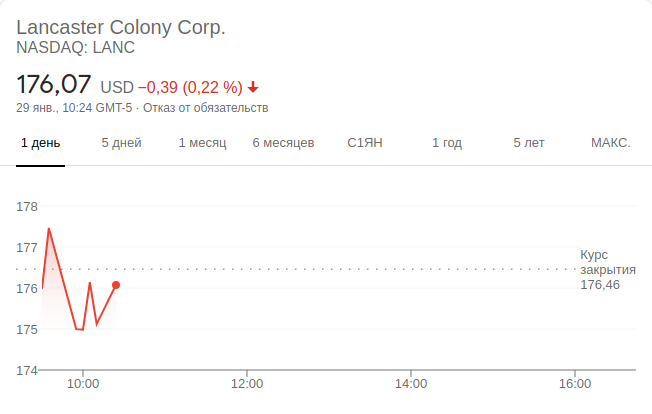 Lancaster Colony Corp.
NASDAQ: LANC
176,07 USD −0,39 (0,22 %)
29 янв., 10:24 GMT-5 · Отказ от обязательств
1 день 5 дней 1 месяц 6 месяцев С1ЯН 1 год 5 лет МАКС.
178
177
Курс
закрытия
176,46
176
175
174
10:00 12:00 14:00 16:00